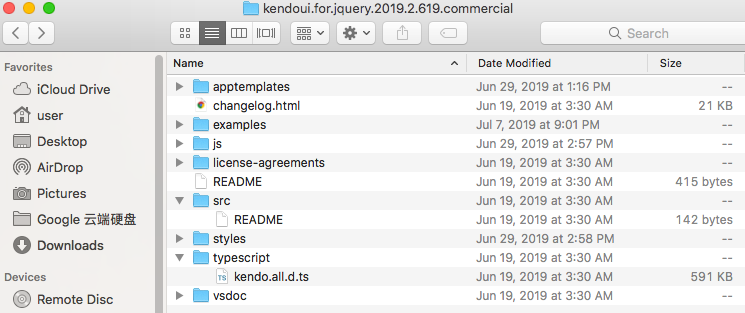 kendoui.for.jquery.2019.2.619.commercial
Search
Favorites
iCloud Drive
user
Desktop
AirDrop
Pictures
Google 云端硬盘
Downloads
Devices
Remote Disc
Name Date Modified Size
apptemplates Jun 29, 2019 at 1:16 PM --
changelog.html Jun 19, 2019 at 3:30 AM 21 KB
examples Jul 7, 2019 at 9:01 PM --
js Jun 29, 2019 at 2:57 PM --
license-agreements Jun 19, 2019 at 3:30 AM --
README Jun 19, 2019 at 3:30 AM 415 bytes
src Jun 19, 2019 at 3:30 AM --
README Jun 19, 2019 at 3:30 AM 142 bytes
styles Jun 29, 2019 at 2:58 PM --
typescript Jun 19, 2019 at 3:30 AM --
TS kendo.all.d.ts Jun 19, 2019 at 3:30 AM 591 KB
vsdoc Jun 19, 2019 at 3:30 AM --